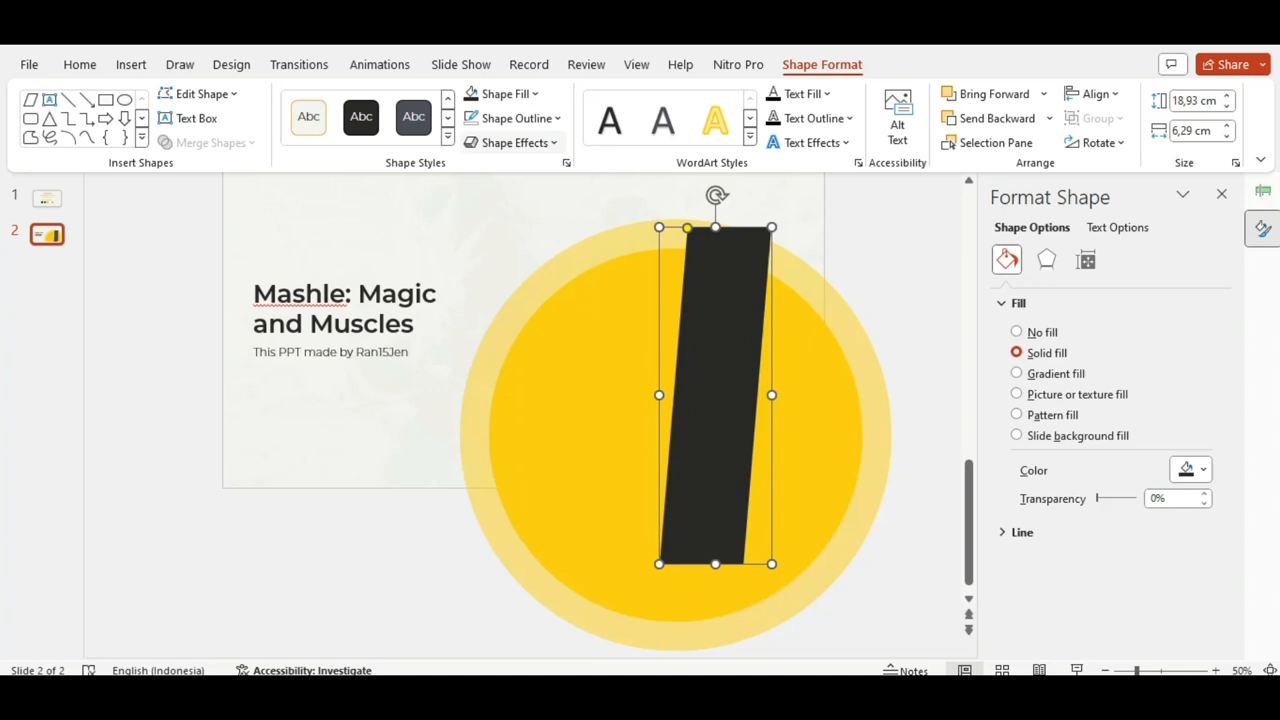 File Home Insert Draw Design Transitions Animations Slide Show Record Review View Help Nitro Pro Shape Format Share
Edit Shape Abc Abc Abc Shape Fill A A A Text Fill Bring Forward Align 18,93 cm
Text Box Shape Outline Text Outline Alt Text Send Backward Group
Merge Shapes Shape Effects Text Effects Selection Pane Rotate 6,29 cm
Insert Shapes Shape Styles WordArt Styles Accessibility Arrange Size
1
2
Mashle: Magic
and Muscles
This PPT made by Ran15Jen
Format Shape
Shape Options Text Options
Fill
No fill
Solid fill
Gradient fill
Picture or texture fill
Pattern fill
Slide background fill
Color
Transparency 0%
Line
Slide 2 of 2 English (Indonesia) Accessibility: Investigate Notes 50%